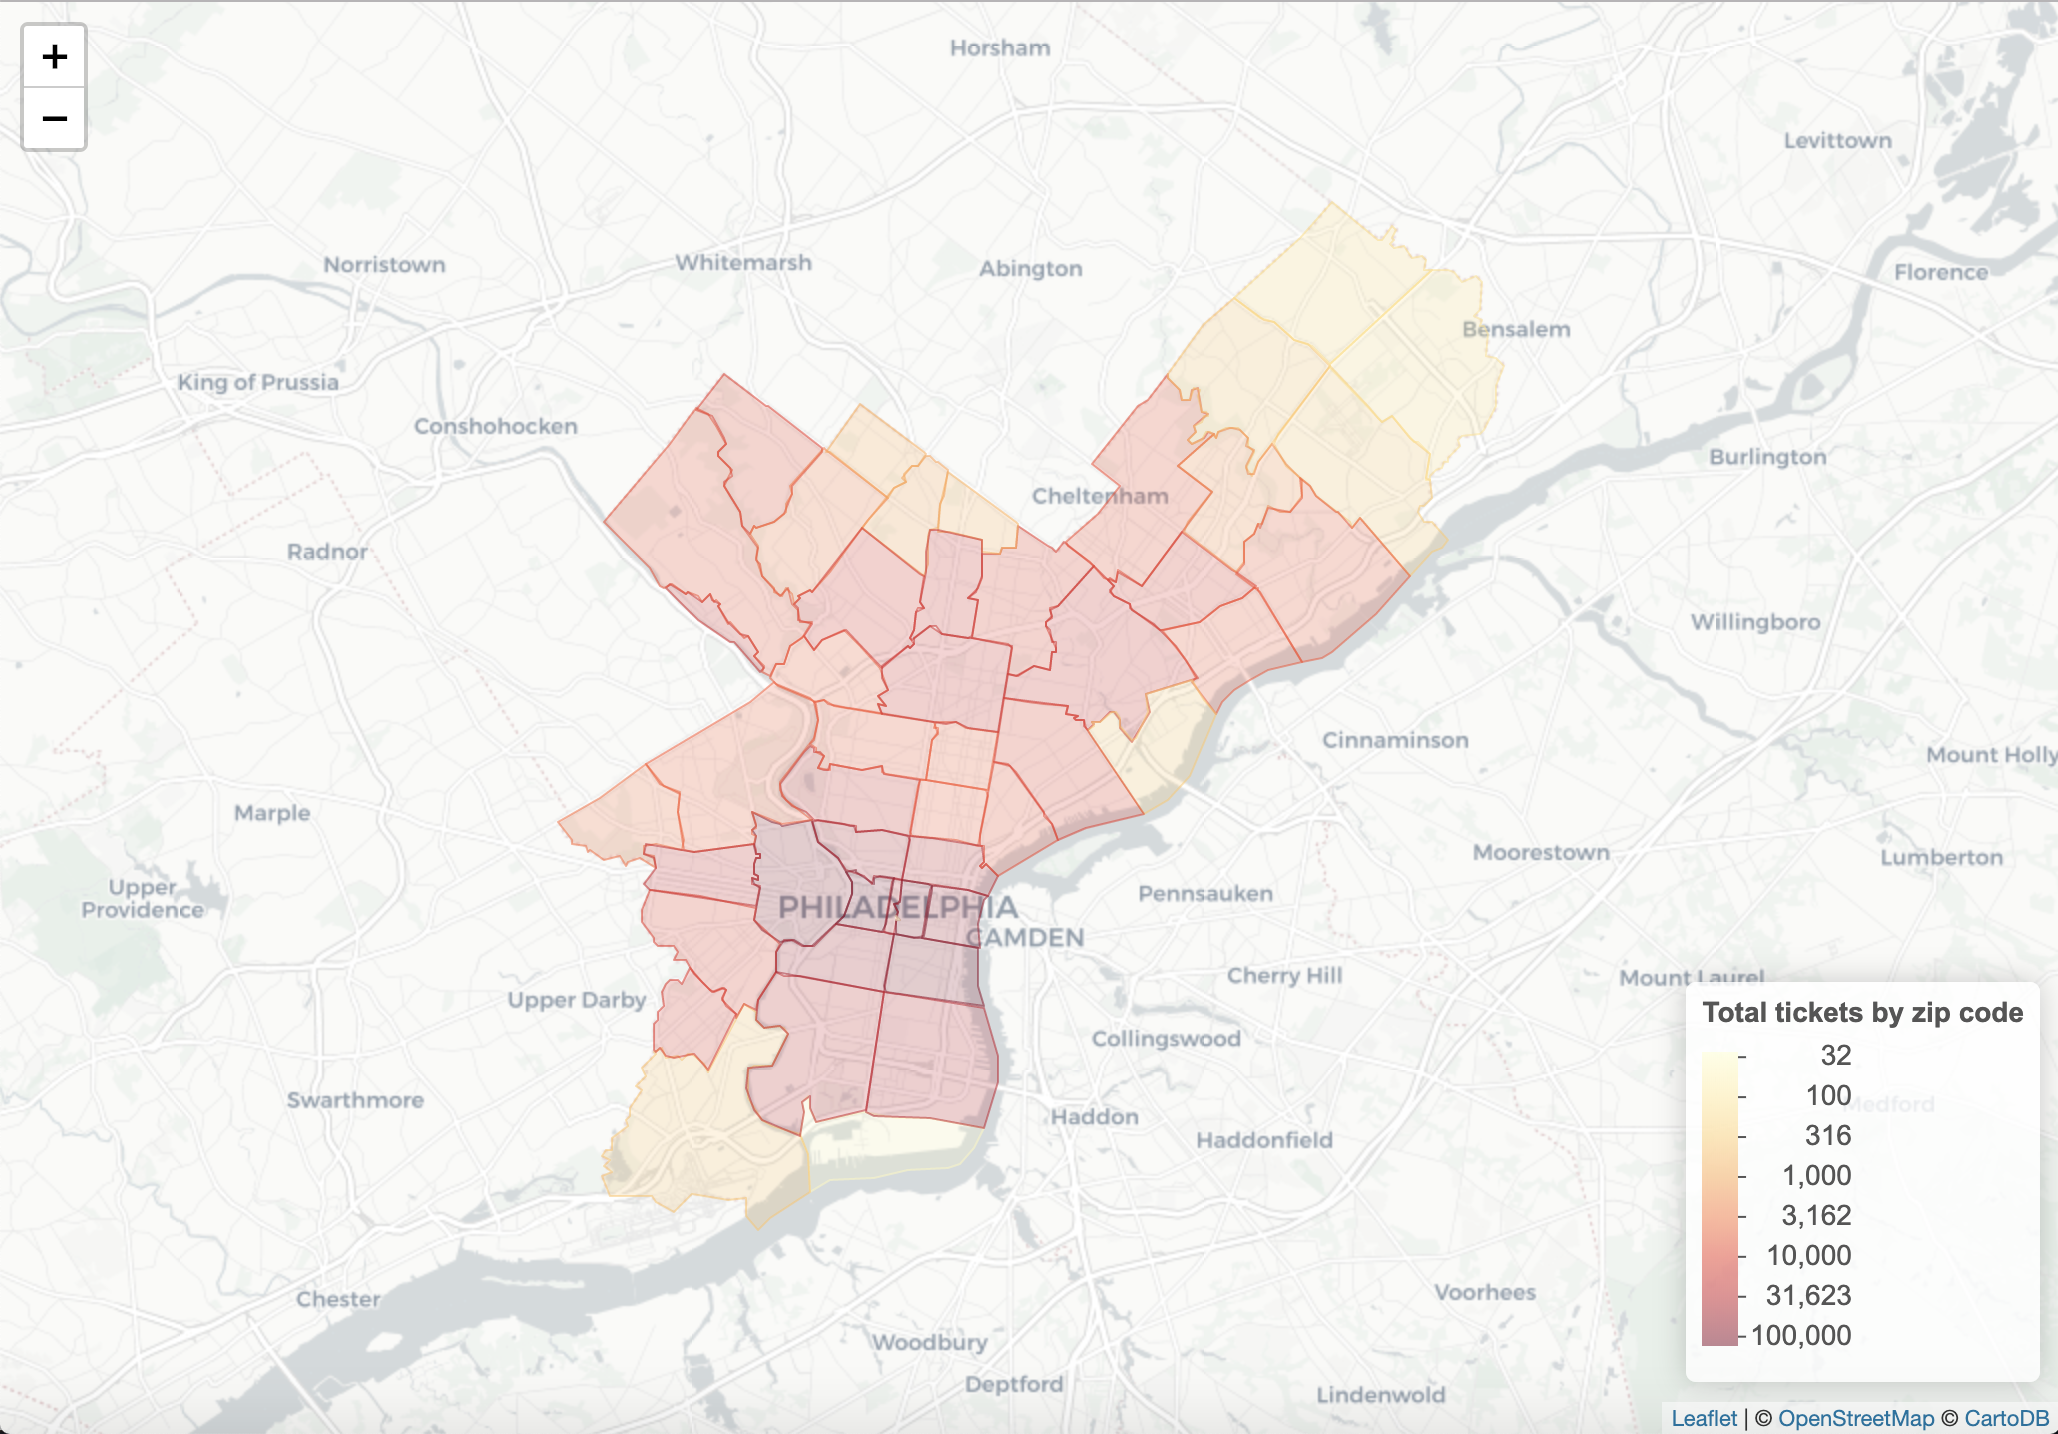 +
−
Horsham
Levittown
Norristown
Whitemarsh
Abington
Florence
Bensalem
King of Prussia
Conshohocken
Burlington
Cheltenham
Radnor
Willingboro
Cinnaminson
Mount Holly
Marple
Moorestown
Lumberton
Upper
Providence
Pennsauken
PHILADELPHIA
CAMDEN
Cherry Hill
Mount Laurel
Upper Darby
Collingswood
Swarthmore
Haddon
Haddonfield
Medford
Chester
Voorhees
Woodbury
Deptford
Lindenwold
Total tickets by zip code
32
100
316
1,000
3,162
10,000
31,623
100,000
Leaflet | © OpenStreetMap © CartoDB